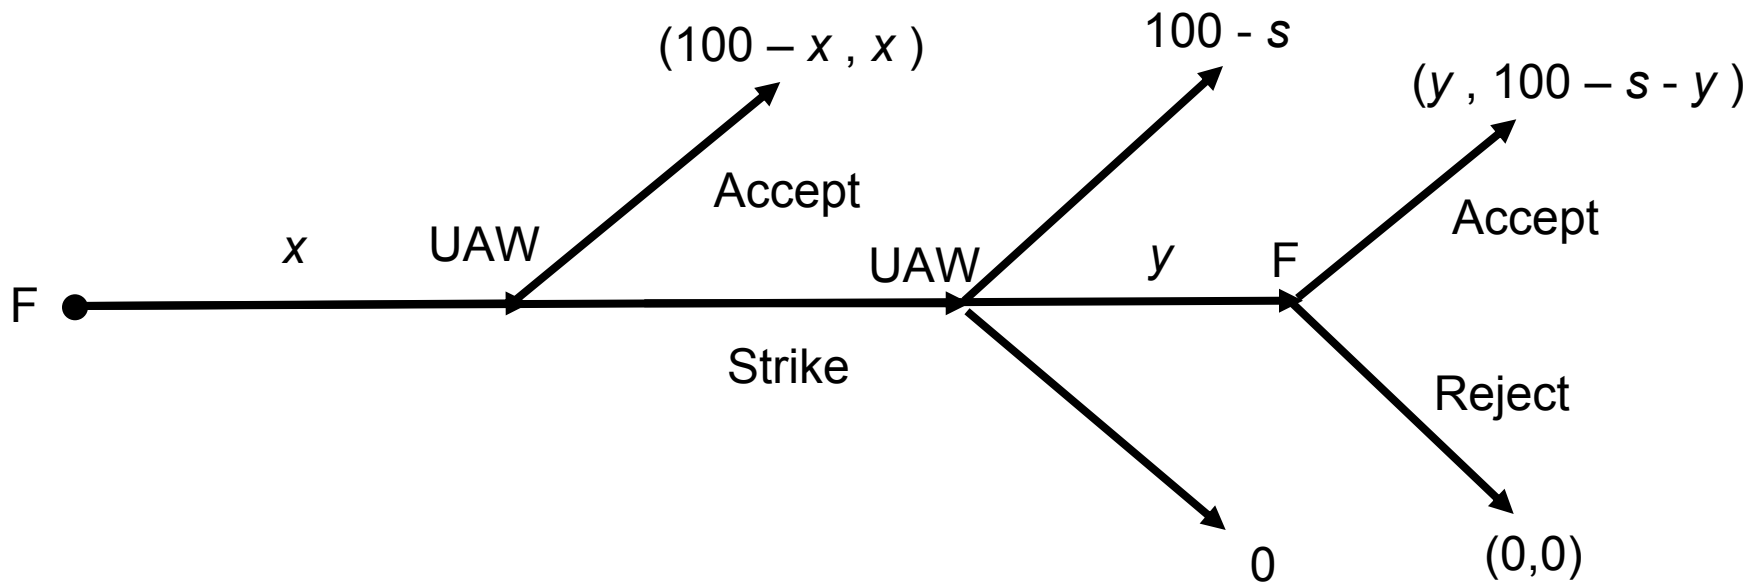 (100 – x , x )
100 - s
(y , 100 – s - y )
Accept
Accept
x
UAW
UAW
y
F
F
Strike
Reject
0
(0,0)